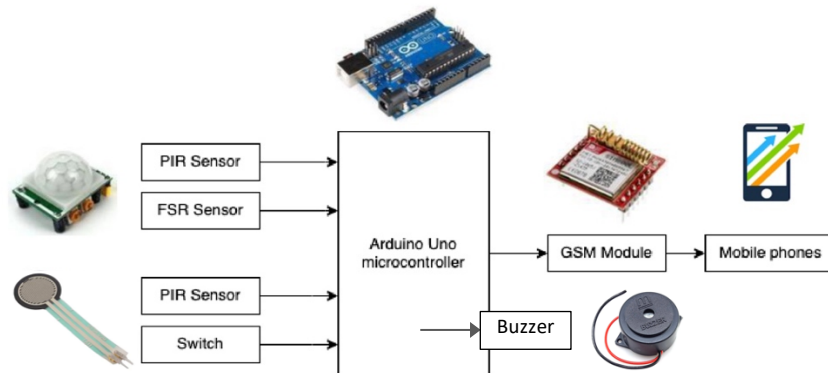 PIR Sensor
FSR Sensor
PIR Sensor
Switch
Arduino Uno
microcontroller
GSM Module
Mobile phones
Buzzer